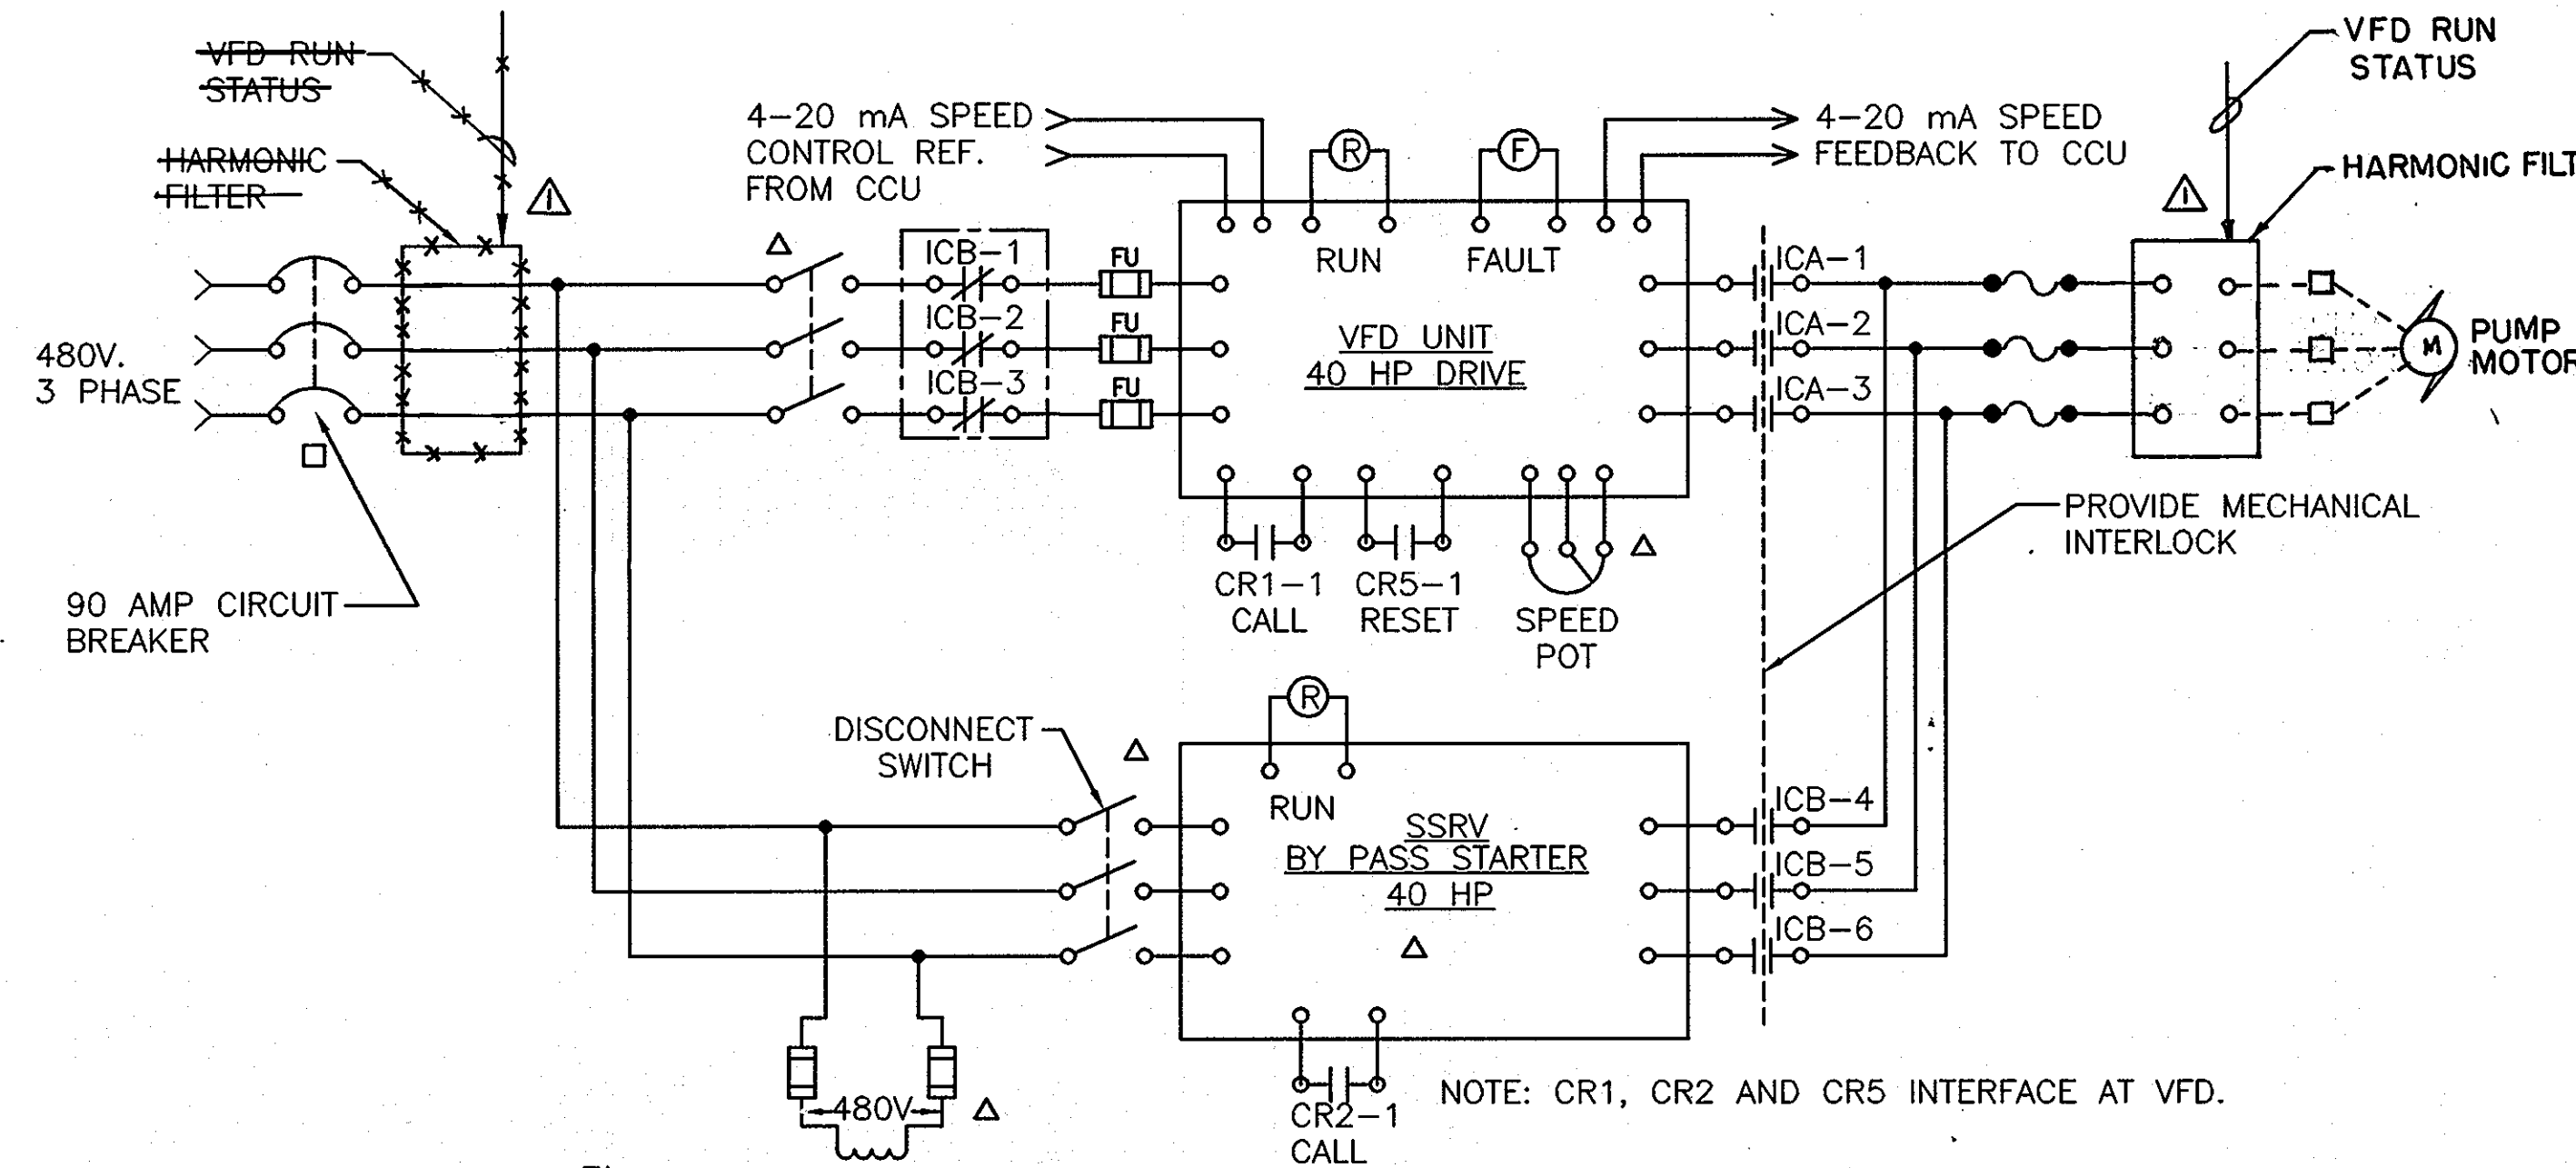 VFD RUN
STATUS
HARMONIC
FILTER
1
4-20 mA SPEED
CONTROL REF.
FROM CCU
R
F
4-20 mA SPEED
FEEDBACK TO CCU
VFD RUN
STATUS
HARMONIC FILT
1
480V.
3 PHASE
90 AMP CIRCUIT
BREAKER
ICB-1
ICB-2
ICB-3
FU
FU
FU
RUN
FAULT
VFD UNIT
40 HP DRIVE
ICA-1
ICA-2
ICA-3
M
PUMP
MOTOR
CR1-1
CALL
CR5-1
RESET
SPEED
POT
PROVIDE MECHANICAL
INTERLOCK
DISCONNECT
SWITCH
R
RUN
SSRV
BY PASS STARTER
40 HP
ICB-4
ICB-5
ICB-6
480V
CR2-1
CALL
NOTE: CR1, CR2 AND CR5 INTERFACE AT VFD.